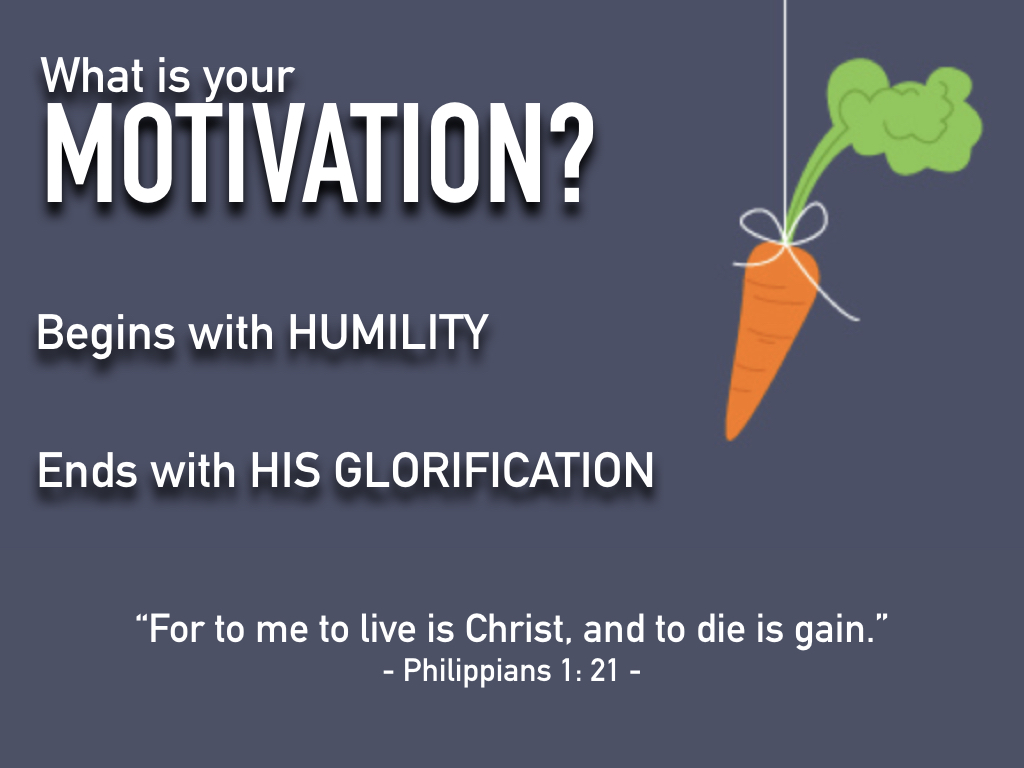 What is your
MOTIVATION?
Begins with HUMILITY
Ends with HIS GLORIFICATION
“For to me to live is Christ, and to die is gain.”
- Philippians 1: 21 -